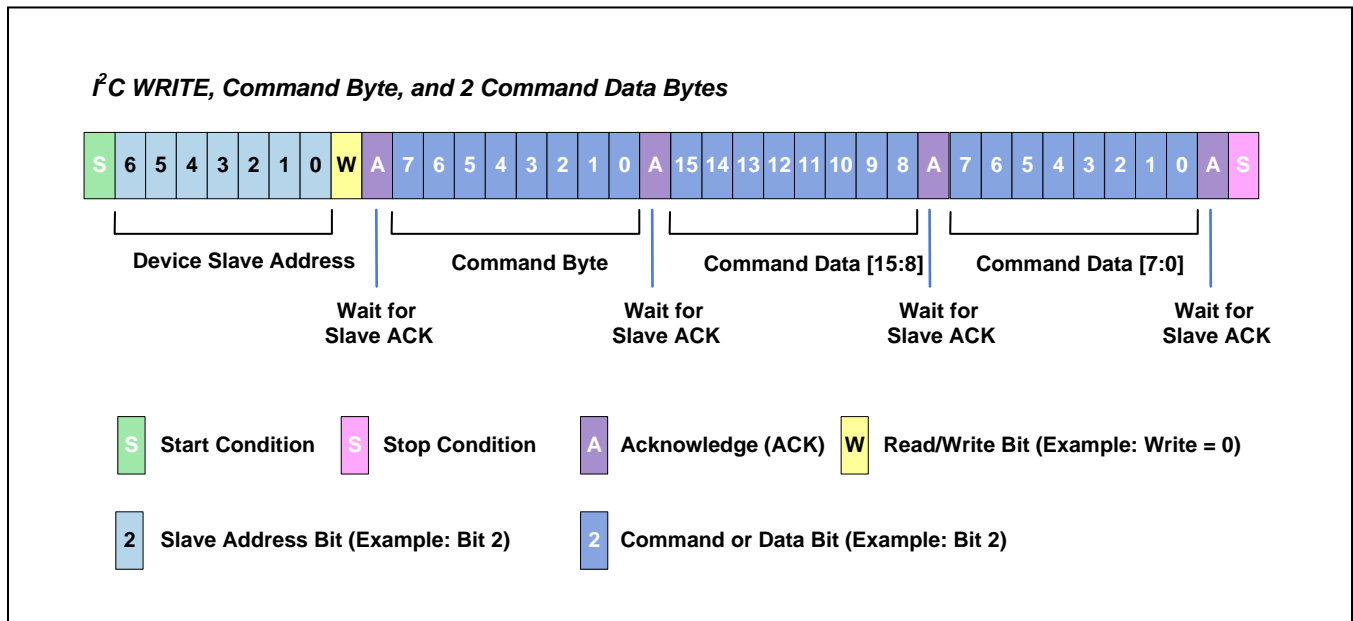 I²C WRITE, Command Byte, and 2 Command Data Bytes
S 6 5 4 3 2 1 0 W A 7 6 5 4 3 2 1 0 A 15 14 13 12 11 10 9 8 A 7 6 5 4 3 2 1 0 A S
Device Slave Address Command Byte Command Data [15:8] Command Data [7:0]
Wait for Wait for Wait for Wait for
Slave ACK Slave ACK Slave ACK Slave ACK
S Start Condition S Stop Condition A Acknowledge (ACK) W Read/Write Bit (Example: Write = 0)
2 Slave Address Bit (Example: Bit 2) 2 Command or Data Bit (Example: Bit 2)